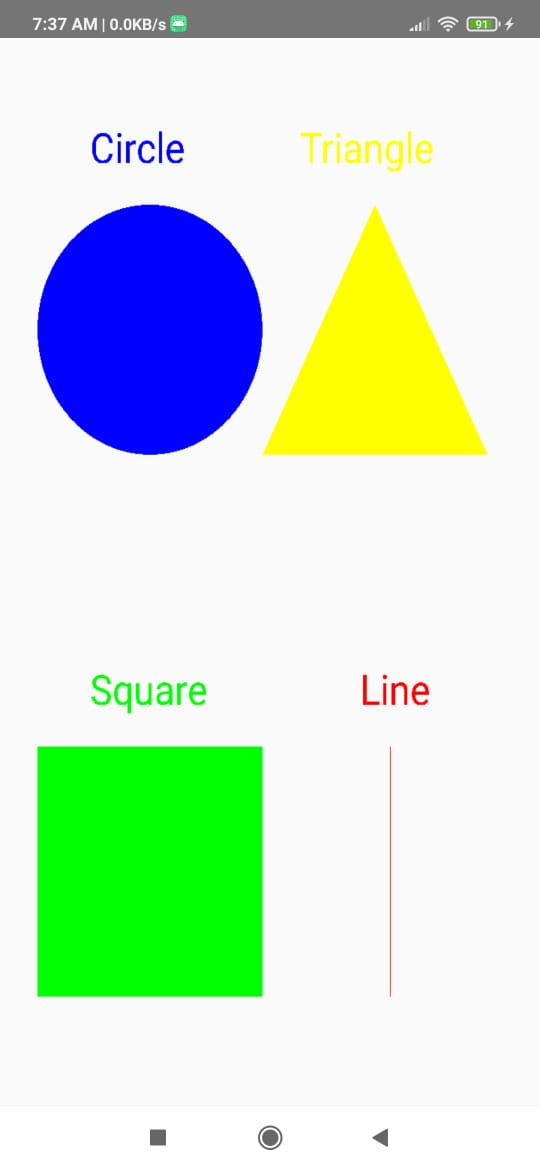 7:37 AM | 0.0KB/s
91
Circle
Triangle
Square
Line